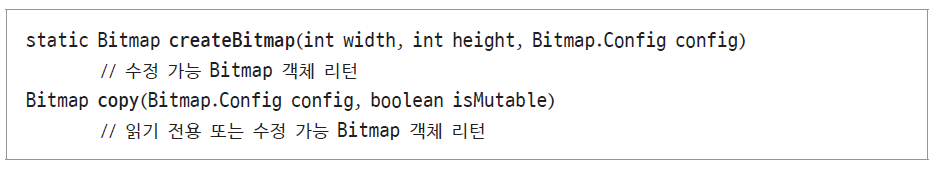 static Bitmap createBitmap(int width, int height, Bitmap.Config config)
// 수정 가능 Bitmap 객체 리턴
Bitmap copy(Bitmap.Config config, boolean isMutable)
// 읽기 전용 또는 수정 가능 Bitmap 객체 리턴